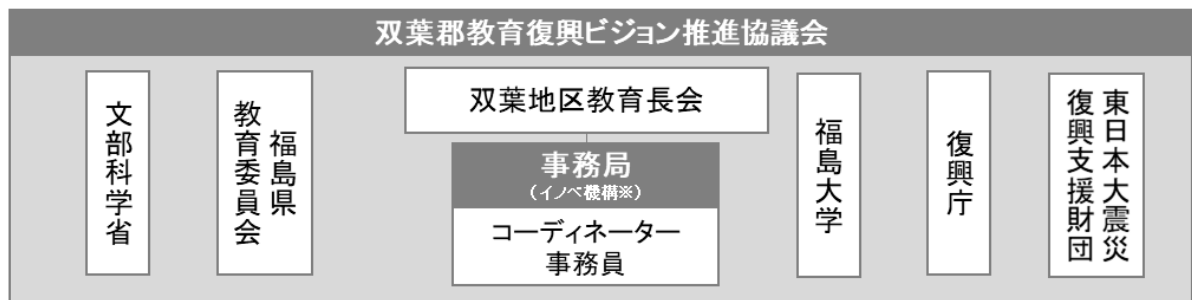 双葉郡教育復興ビジョン推進協議会
文部科学省
福島県
教育委員会
双葉地区教育長会
事務局
（イノベ機構※）
コーディネーター
事務員
福島大学
復興庁
東日本大震災
復興支援財団